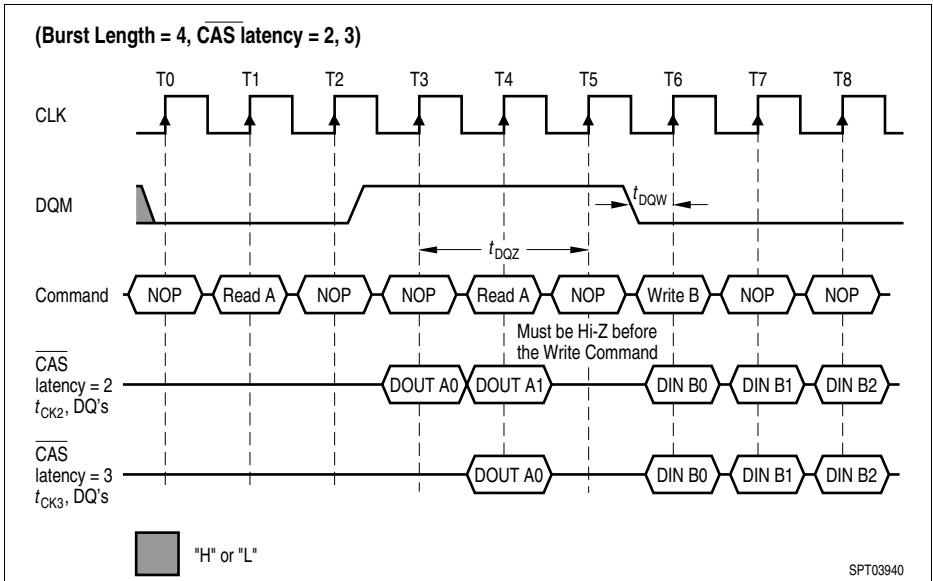 (Burst Length = 4, CAS latency = 2, 3)
T0 T1 T2 T3 T4 T5 T6 T7 T8
CLK
DQM
tDQW
tDQZ
Command NOP Read A NOP NOP Read A NOP Write B NOP NOP
Must be Hi-Z before
the Write Command
CAS
latency = 2
tCK2, DQ's
DOUT A0 DOUT A1 DIN B0 DIN B1 DIN B2
CAS
latency = 3
tCK3, DQ's
DOUT A0 DIN B0 DIN B1 DIN B2
"H" or "L"
SPT03940